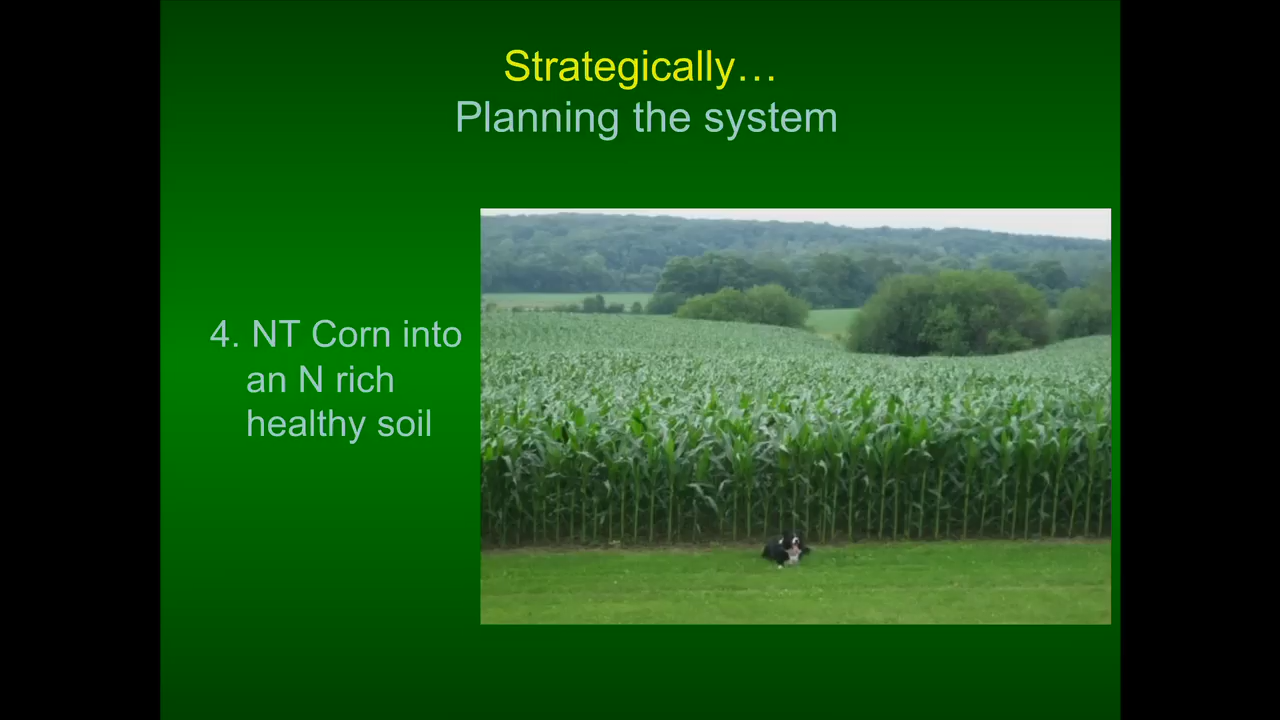 Strategically…
Planning the system
4. NT Corn into
an N rich
healthy soil